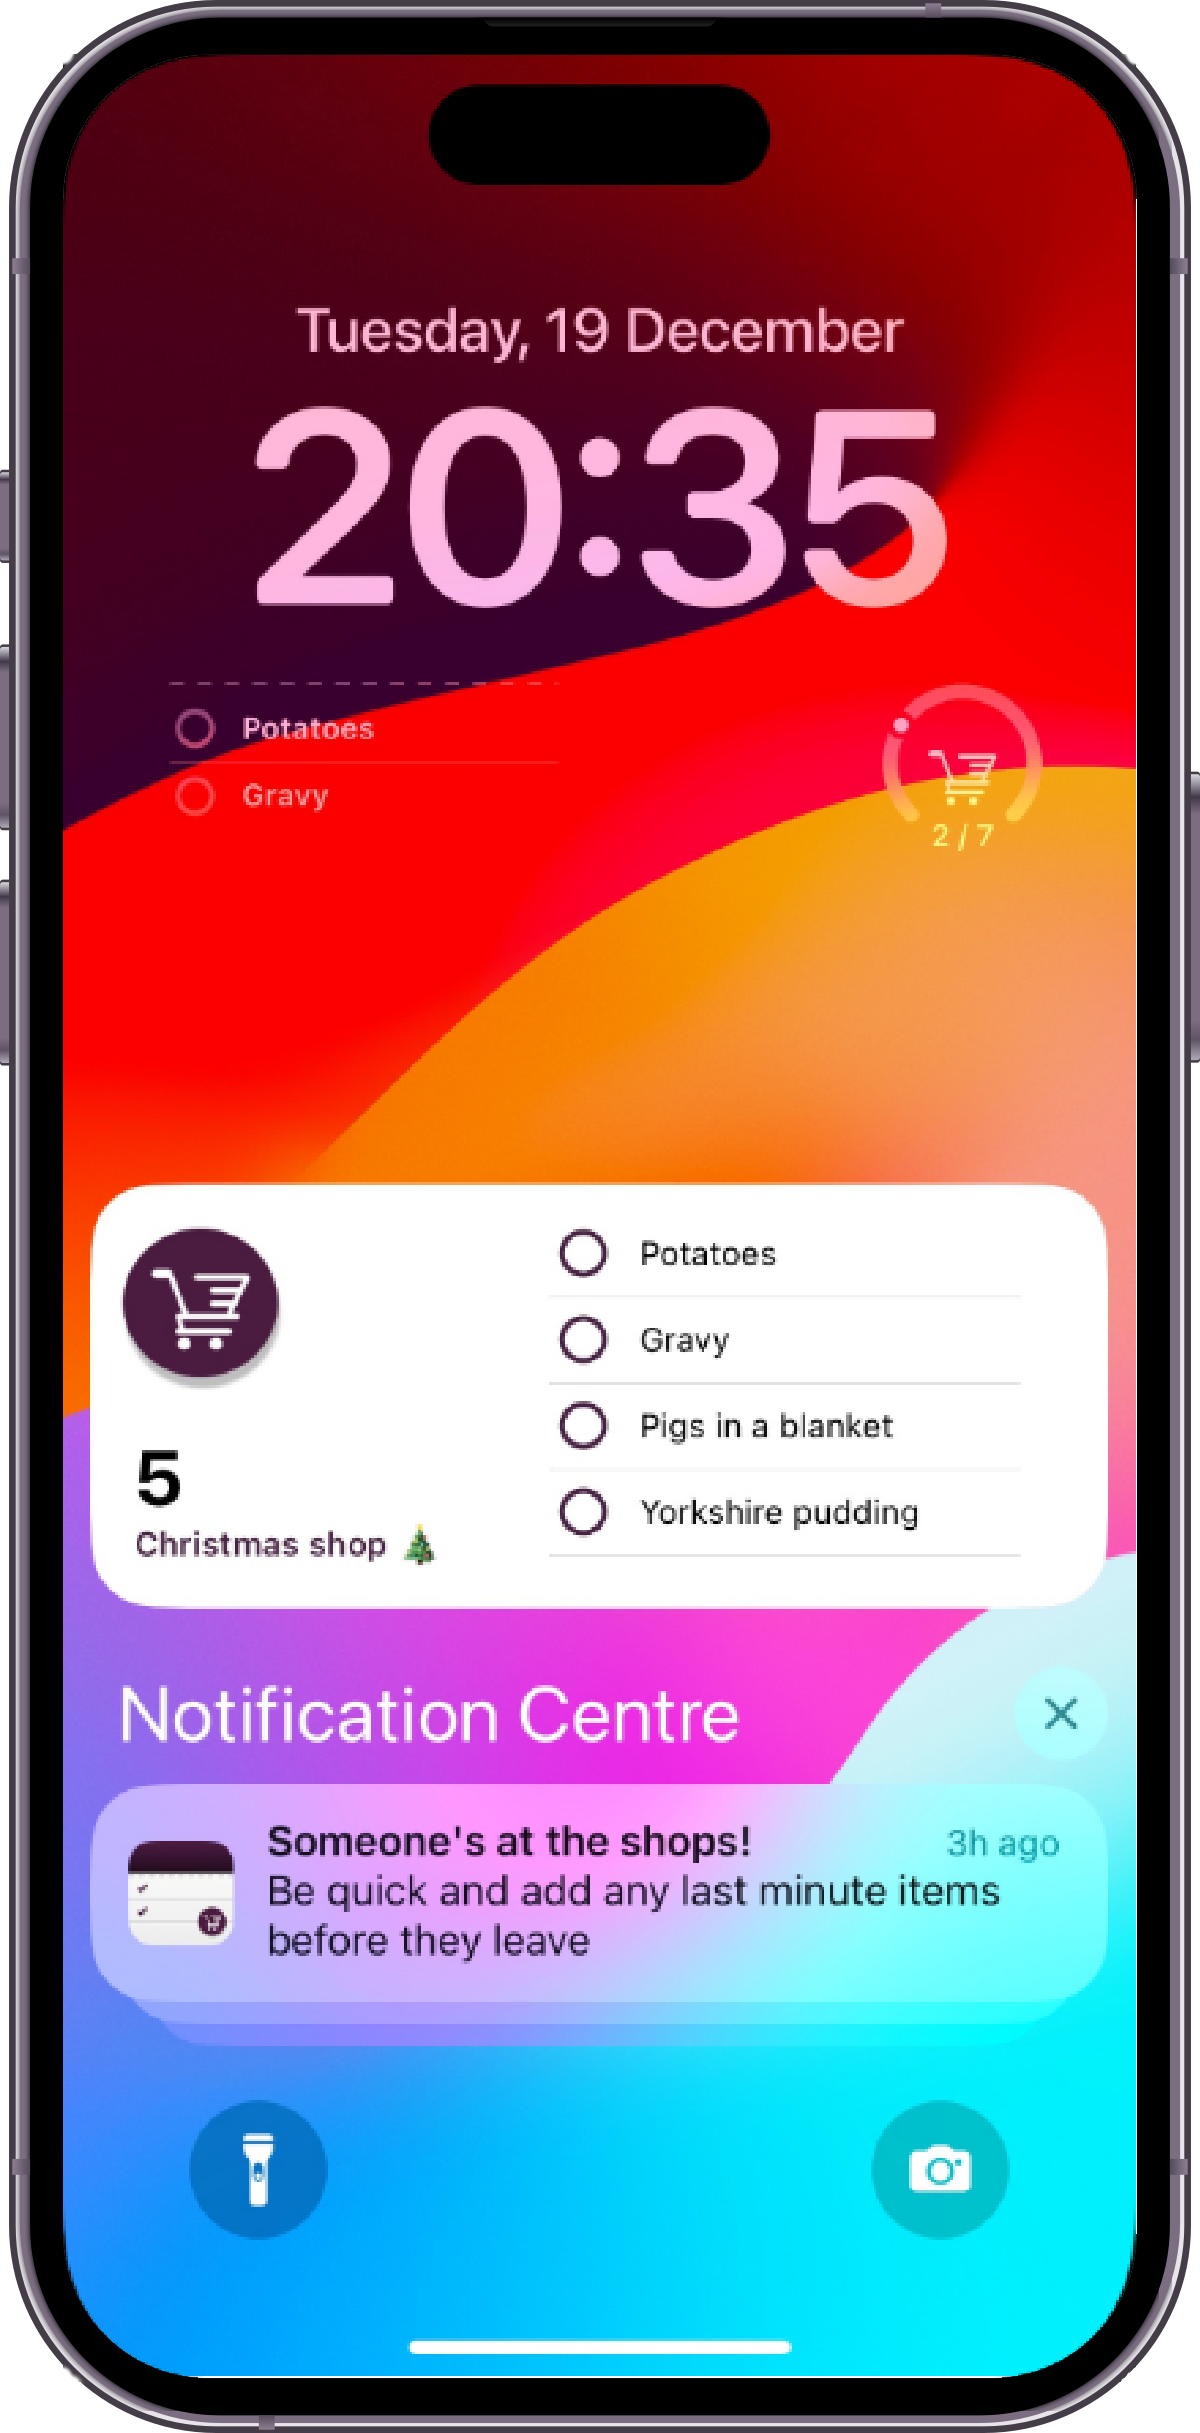 Tuesday, 19 December
20:35
Potatoes
Gravy
2 / 7
Potatoes
Gravy
Pigs in a blanket
Yorkshire pudding
5
Christmas shop 🎄
Notification Centre
Someone's at the shops!
3h ago
Be quick and add any last minute items
before they leave